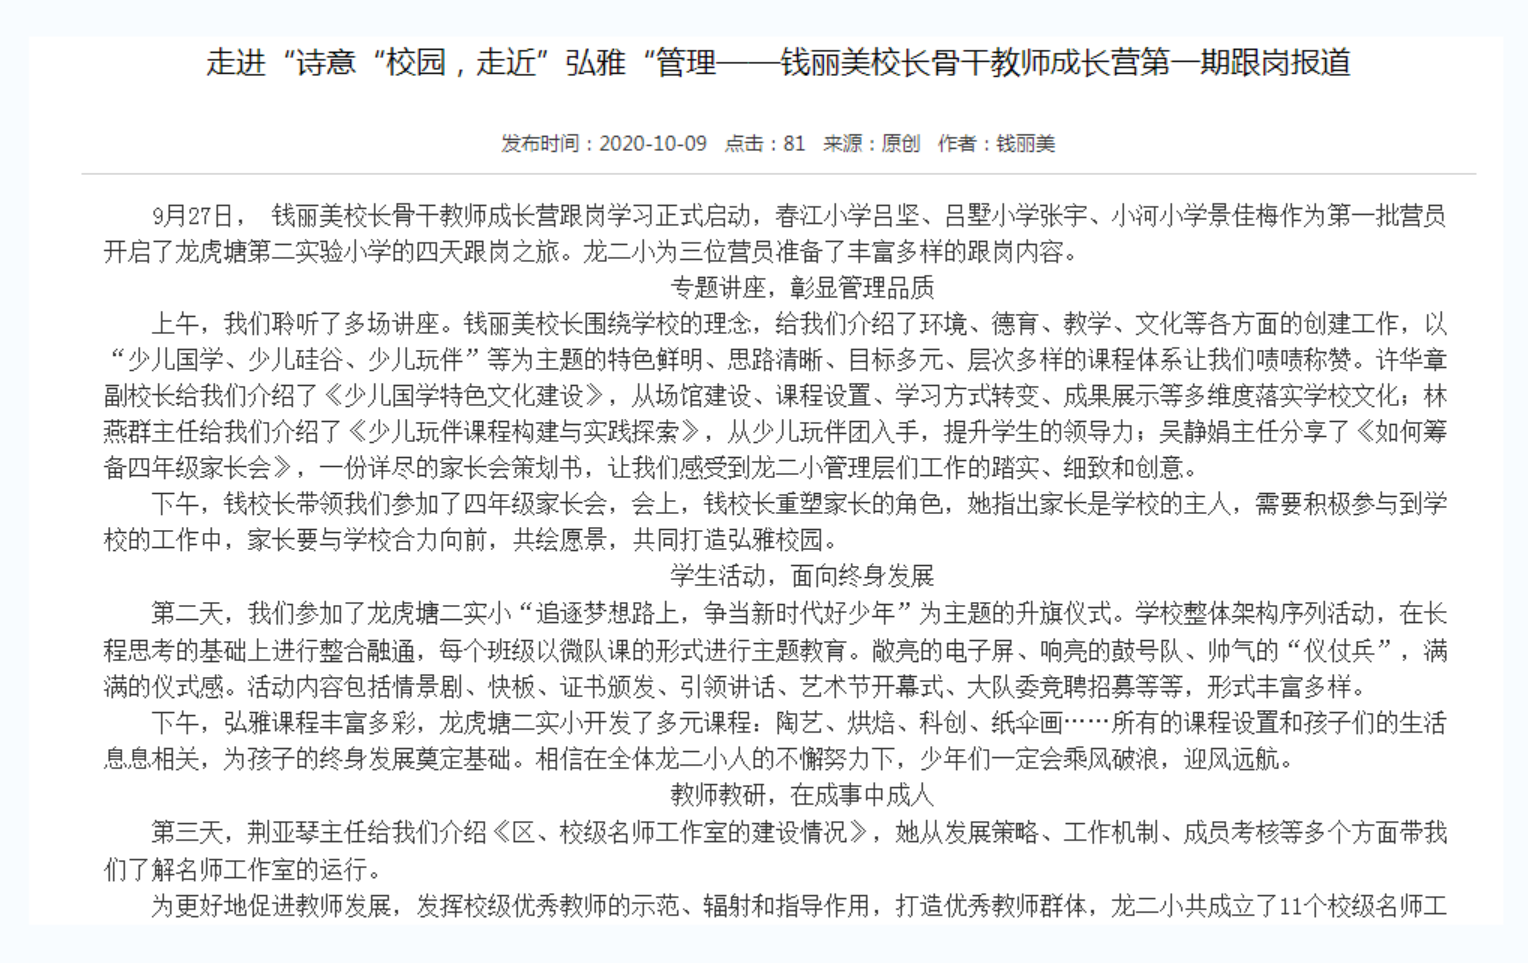 走进“诗意“校园，走近”弘雅“管理——钱丽美校长骨干教师成长营第一期跟岗报道
发布时间：2020-10-09 点击：81 来源：原创 作者：钱丽美
9月27日， 钱丽美校长骨干教师成长营跟岗学习正式启动，春江小学吕坚、吕墅小学张宇、小河小学景佳梅作为第一批营员
开启了龙虎塘第二实验小学的四天跟岗之旅。龙二小为三位营员准备了丰富多样的跟岗内容。
专题讲座，彰显管理品质
上午，我们聆听了多场讲座。钱丽美校长围绕学校的理念，给我们介绍了环境、德育、教学、文化等各方面的创建工作，以
“少儿国学、少儿硅谷、少儿玩伴”等为主题的特色鲜明、思路清晰、目标多元、层次多样的课程体系让我们啧啧称赞。许华章
副校长给我们介绍了《少儿国学特色文化建设》，从场馆建设、课程设置、学习方式转变、成果展示等多维度落实学校文化；林
燕群主任给我们介绍了《少儿玩伴课程构建与实践探索》，从少儿玩伴团入手，提升学生的领导力；吴静娟主任分享了《如何筹
备四年级家长会》，一份详尽的家长会策划书，让我们感受到龙二小管理层们工作的踏实、细致和创意。
下午，钱校长带领我们参加了四年级家长会，会上，钱校长重塑家长的角色，她指出家长是学校的主人，需要积极参与到学
校的工作中，家长要与学校合力向前，共绘愿景，共同打造弘雅校园。
学生活动，面向终身发展
第二天，我们参加了龙虎塘二实小“追逐梦想路上，争当新时代好少年”为主题的升旗仪式。学校整体架构序列活动，在长
程思考的基础上进行整合融通，每个班级以微队课的形式进行主题教育。敞亮的电子屏、响亮的鼓号队、帅气的“仪仗兵”，满
满的仪式感。活动内容包括情景剧、快板、证书颁发、引领讲话、艺术节开幕式、大队委竞聘招募等等，形式丰富多样。
下午，弘雅课程丰富多彩，龙虎塘二实小开发了多元课程：陶艺、烘焙、科创、纸伞画……所有的课程设置和孩子们的生活
息息相关，为孩子的终身发展奠定基础。相信在全体龙二小人的不懈努力下，少年们一定会乘风破浪，迎风远航。
教师教研，在成事中成人
第三天，荆亚琴主任给我们介绍《区、校级名师工作室的建设情况》，她从发展策略、工作机制、成员考核等多个方面带我
们了解名师工作室的运行。
为更好地促进教师发展，发挥校级优秀教师的示范、辐射和指导作用，打造优秀教师群体，龙二小共成立了11个校级名师工